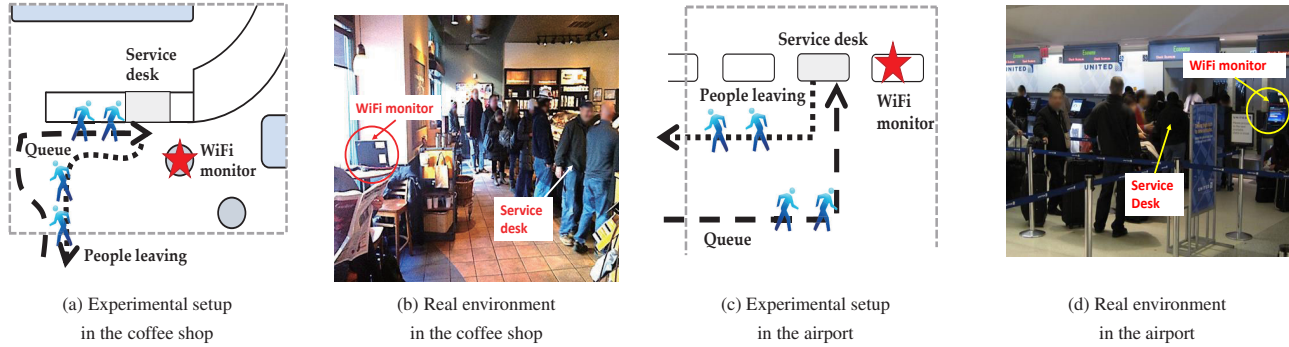 Service
desk
Queue
WiFi
monitor
People leaving
(a) Experimental setup
in the coffee shop
WiFi monitor
Service
desk
(b) Real environment
in the coffee shop
Service desk
People leaving
WiFi
monitor
Queue
(c) Experimental setup
in the airport
UNITED
UNITED
WiFi monitor
Service
Desk
(d) Real environment
in the airport